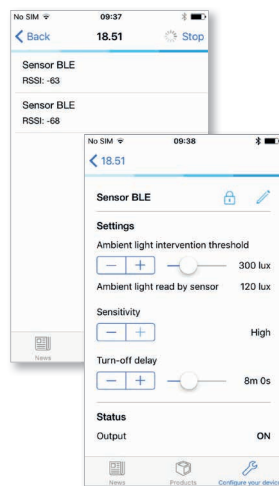 No SIM 09:37
Back 18.51 Stop
Sensor BLE
RSSI: -63
Sensor BLE
RSSI: -68
News
No SIM 09:38
18.51
Sensor BLE
Settings
Ambient light intervention threshold
− + 300 lux
Ambient light read by sensor 120 lux
Sensitivity
− + High
Turn-off delay
− + 8m 0s
Status
Output ON
News Products Configure your device